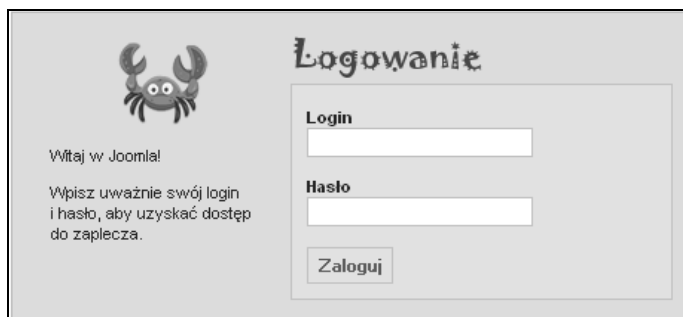 Logowanie
Witaj w Joomla!
Wpisz uważnie swój login
i hasło, aby uzyskać dostęp
do zaplecza.
Login
Hasło
Zaloguj